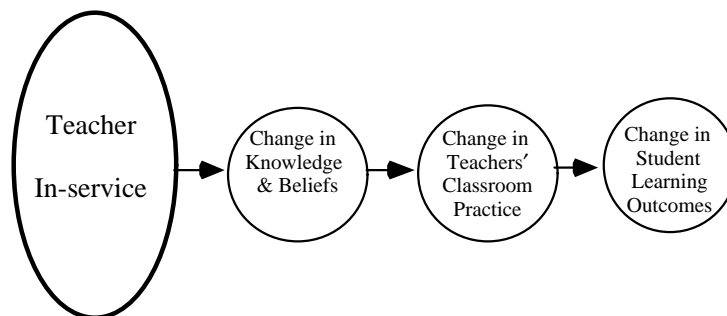 Teacher
In-service
Change in
Knowledge
& Beliefs
Change in
Teachers′
Classroom
Practice
Change in
Student
Learning
Outcomes